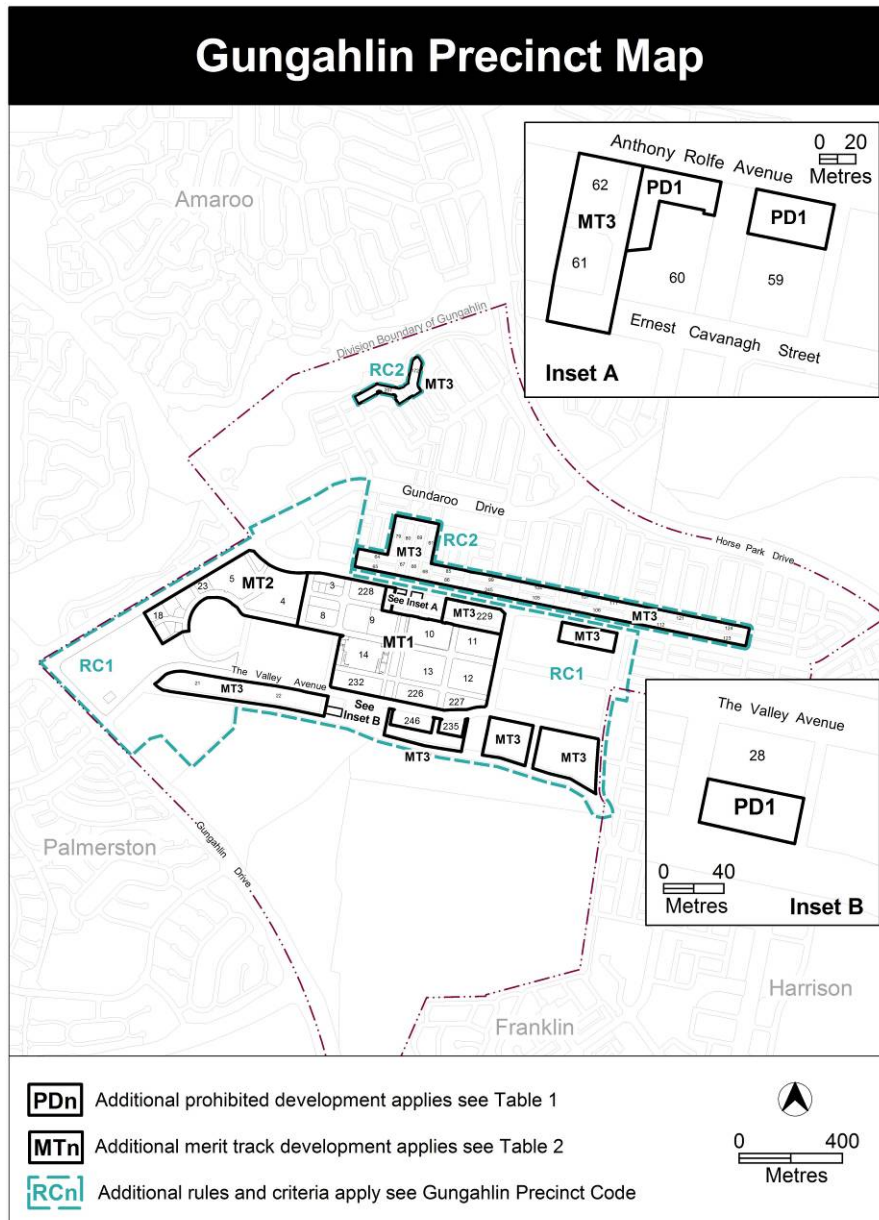 Gungahlin Precinct Map
Anthony Rolfe Avenue
0 20
Metres
62
PD1
MT3
PD1
61
60
59
Ernest Cavanagh Street
Inset A
Amaroo
Division Boundary of Gungahlin
RC2
MT3
Gundaroo Drive
Horse Park Drive
RC2
MT3
MT3
See Inset A
MT2
5
23
4
18
3
228
8
9
MT3
229
10
11
MT1
14
13
12
232
226
227
MT3
RC1
RC1
The Valley Avenue
21
MT3
22
See
Inset B
246
235
MT3
MT3
MT3
The Valley Avenue
28
PD1
0 40
Metres
Inset B
Palmerston
Gungahlin Drive
Harrison
Franklin
PDn Additional prohibited development applies see Table 1
MTn Additional merit track development applies see Table 2
RCn Additional rules and criteria apply see Gungahlin Precinct Code
0 400
Metres